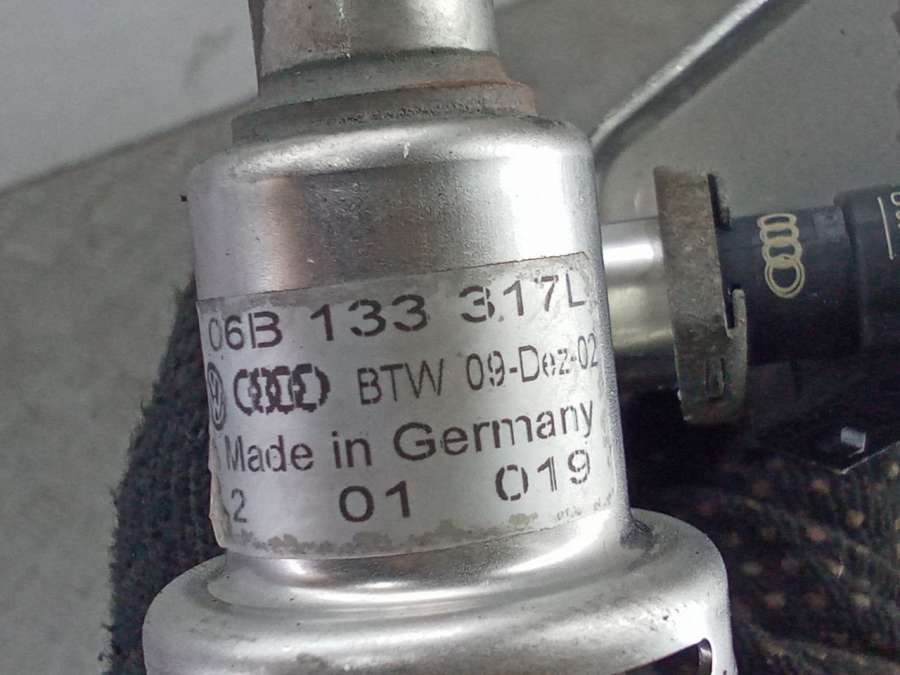 06B 133 317L
BTW 09-Dez-02
Made in Germany
2 01 019